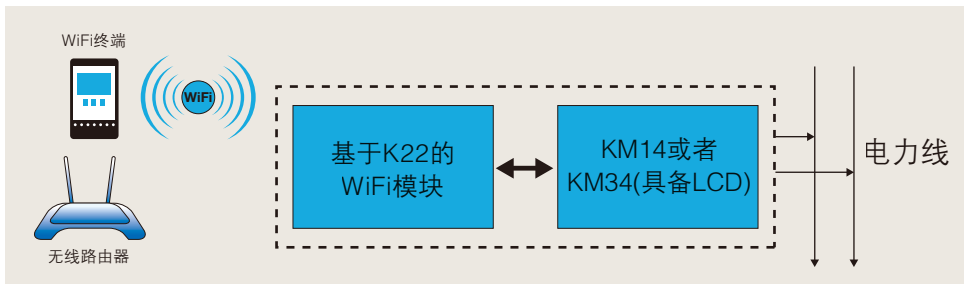 WiFi终端
WiFi
无线路由器
基于K22的
WiFi模块
KM14或者
KM34(具备LCD)
电力线